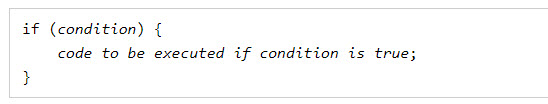 if (condition) {
    code to be executed if condition is true;
}